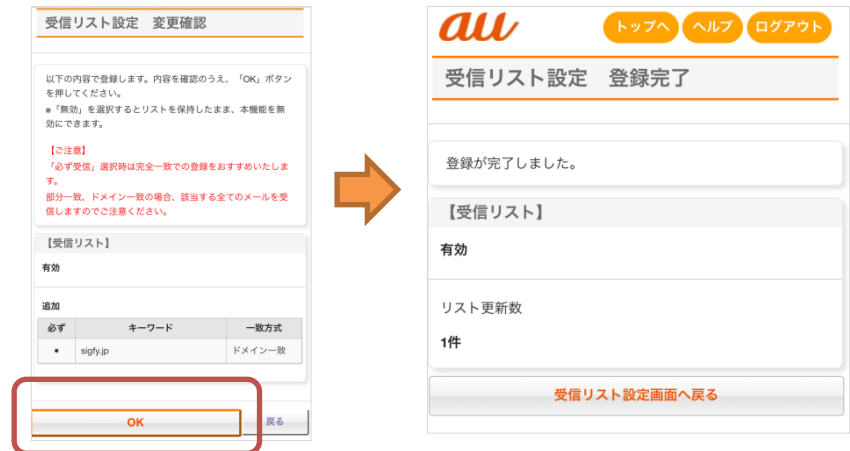 受信リスト設定　変更確認
以下の内容で登録します。内容を確認のうえ、「OK」ボタン
を押してください。
※「無効」を選択するとリストを保持したまま、本機能を無
効にできます。
【ご注意】
「必ず受信」選択時は完全一致での登録をおすすめいたしま
す。
部分一致、ドメイン一致の場合、該当する全てのメールを受
信しますのでご注意ください。
【受信リスト】
有効
追加
必ず キーワード 一致方式
• sigfy.jp ドメイン一致
OK 戻る
au トップへ ヘルプ ログアウト
受信リスト設定　登録完了
登録が完了しました。
【受信リスト】
有効
リスト更新数
1件
受信リスト設定画面へ戻る